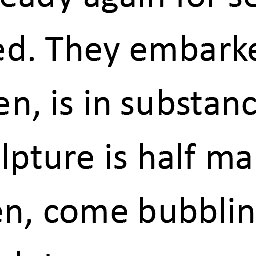 eady again for se
ed. They embarke
en, is in substanc
lpture is half ma
en, come bubblin